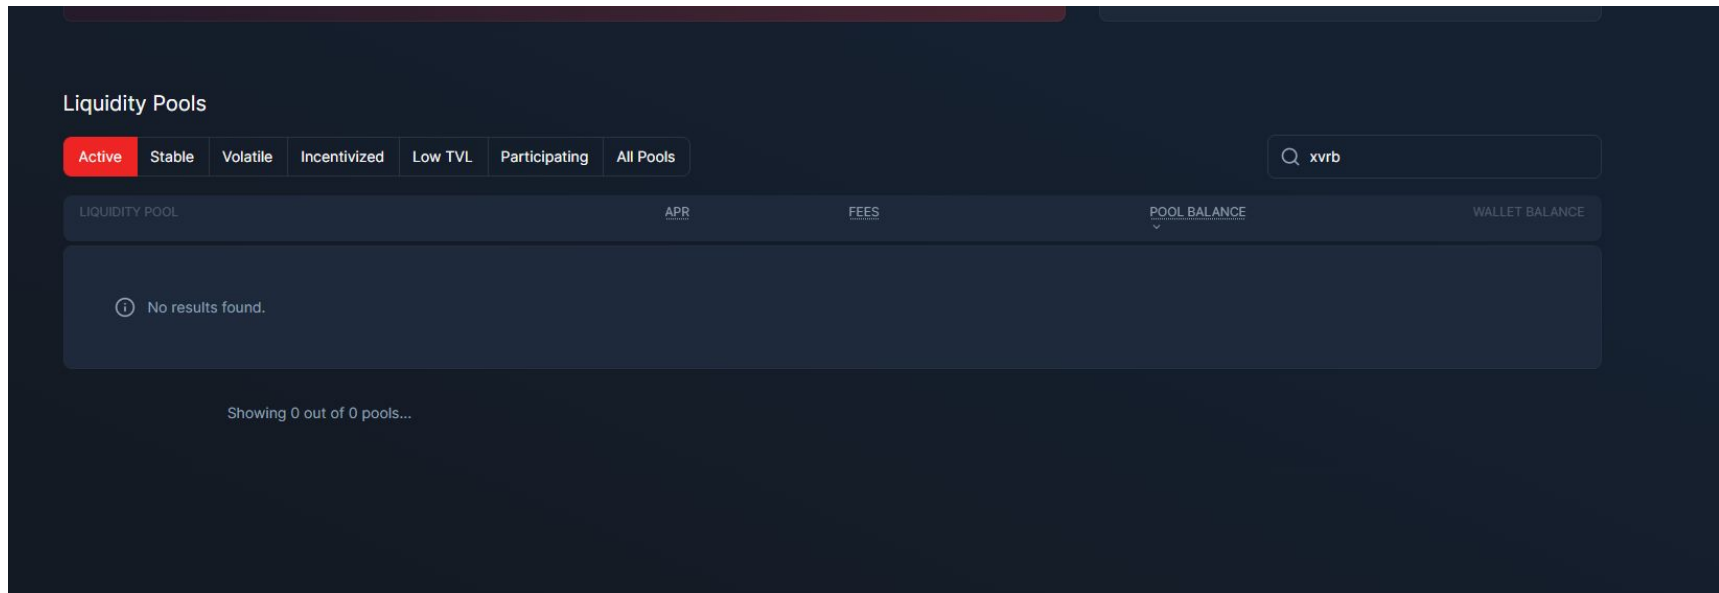 Liquidity Pools
Active Stable Volatile Incentivized Low TVL Participating All Pools xvrb
LIQUIDITY POOL APR FEES POOL BALANCE WALLET BALANCE
No results found.
Showing 0 out of 0 pools...